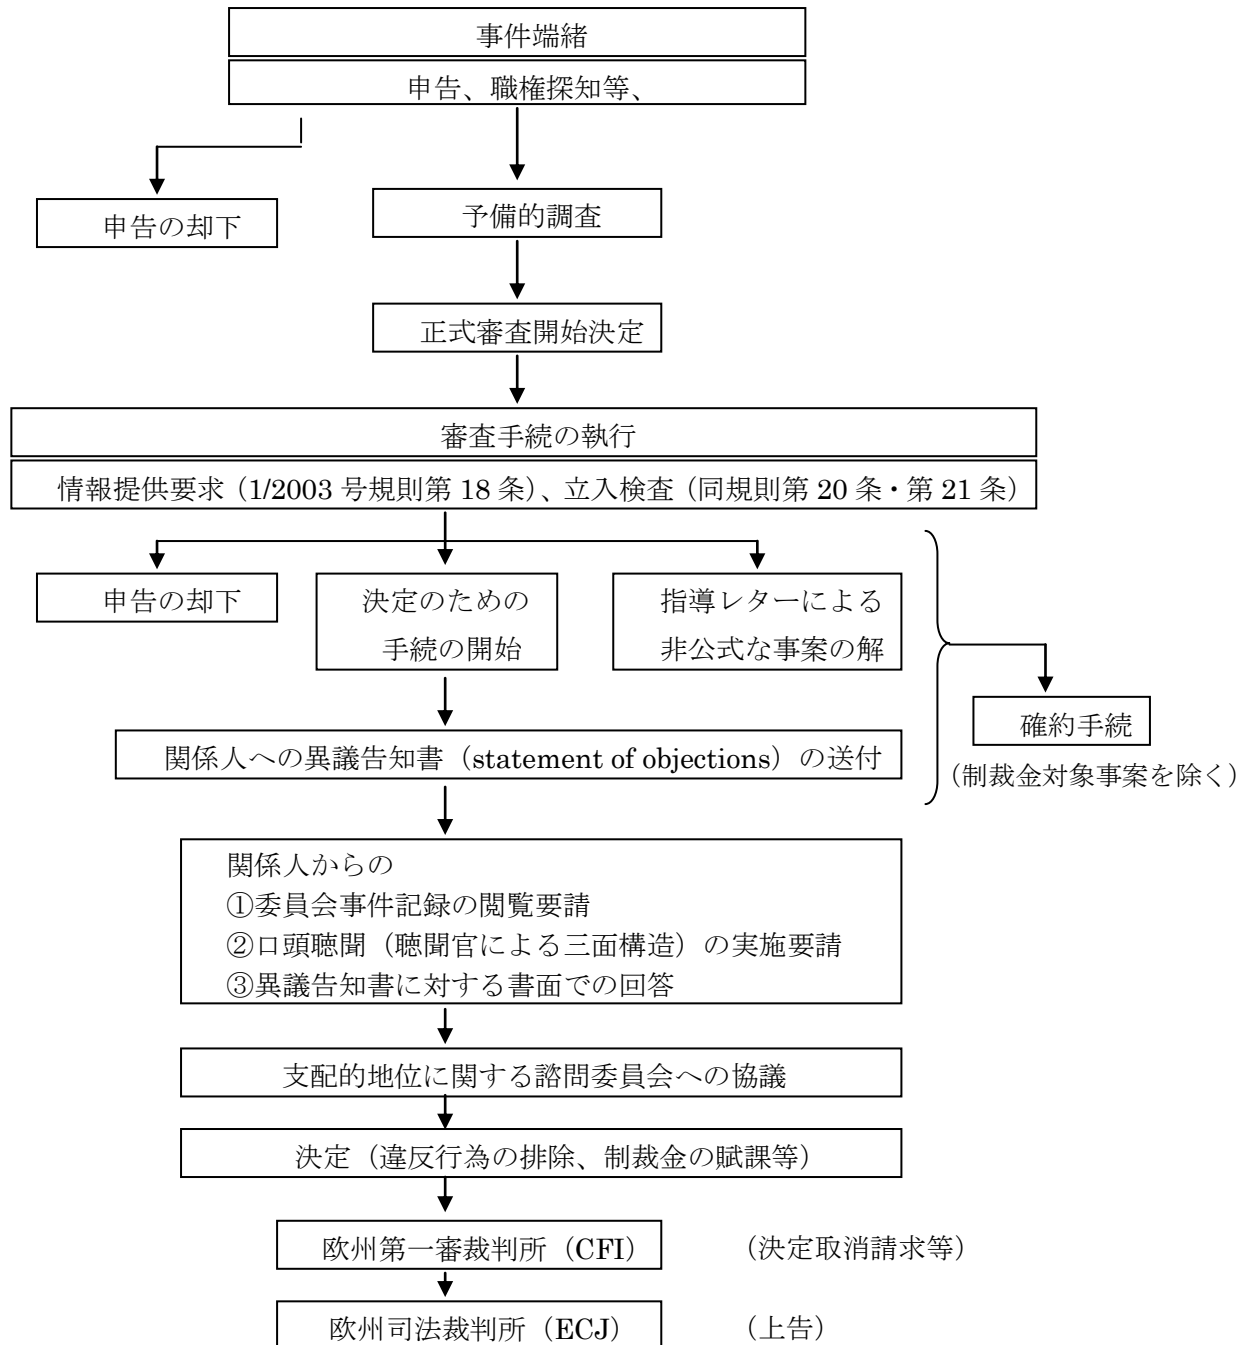 事件端緒
申告、職権探知等、
申告の却下
予備的調査
正式審査開始決定
審査手続の執行
情報提供要求（1/2003 号規則第 18 条）、立入検査（同規則第 20 条・第 21 条）
申告の却下
決定のための
手続の開始
指導レターによる
非公式な事案の解
確約手続
（制裁金対象事案を除く）
関係人への異議告知書（statement of objections）の送付
関係人からの
①委員会事件記録の閲覧要請
②口頭聴聞（聴聞官による三面構造）の実施要請
③異議告知書に対する書面での回答
支配的地位に関する諮問委員会への協議
決定（違反行為の排除、制裁金の賦課等）
欧州第一審裁判所（CFI）
（決定取消請求等）
欧州司法裁判所（ECJ）
（上告）